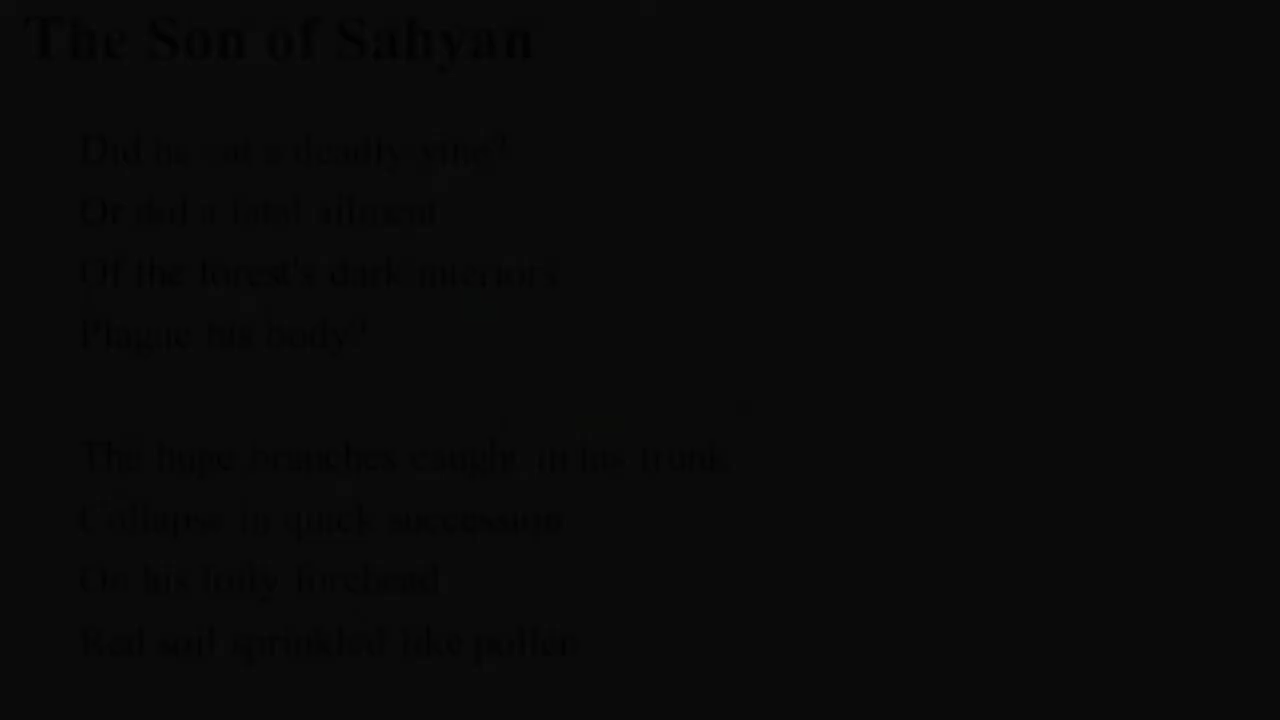 The Son of Sahyan
Did he eat a deadly vine?
Or did a fatal ailment
Of the forest's dark interiors
Plague his body?
The huge branches caught in his trunk
Collapse in quick succession
On his lofty forehead
Red soil sprinkled like pollen